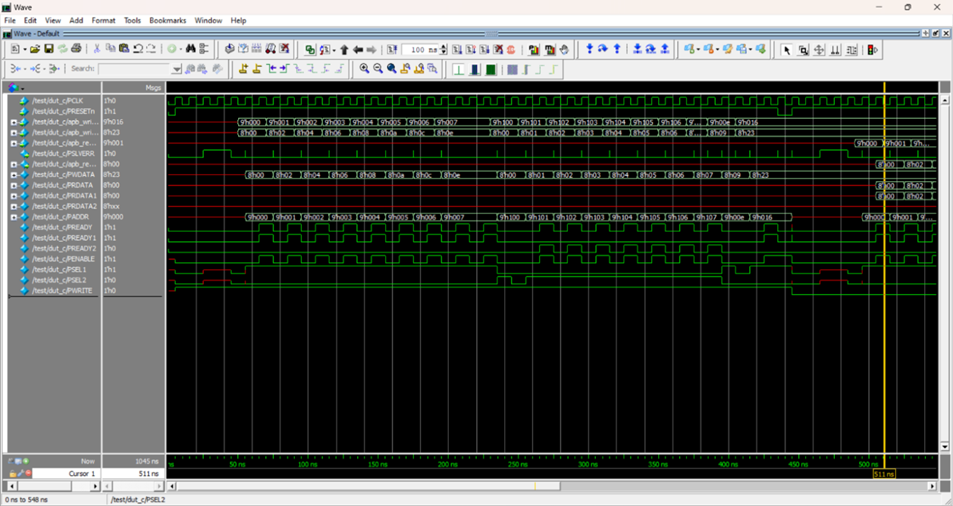 Wave
File Edit View Add Format Tools Bookmarks Window Help
Wave - Default
100 ns
Search:
Msgs
/test/dut_c/PCLK 1'h0
/test/dut_c/PRESETn 1'h1
/test/dut_c/apb_wri... 9'h016
/test/dut_c/apb_wri... 8'h23
/test/dut_c/apb_re... 9'h001
/test/dut_c/PSLVERR 1'h0
/test/dut_c/apb_re... 8'h00
/test/dut_c/PWDATA 8'h23
/test/dut_c/PRDATA 8'h00
/test/dut_c/PRDATA1 8'h00
/test/dut_c/PRDATA2 8'hxx
/test/dut_c/PADDR 9'h000
/test/dut_c/PREADY 1'h1
/test/dut_c/PREADY1 1'h1
/test/dut_c/PREADY2 1'h0
/test/dut_c/PENABLE 1'h1
/test/dut_c/PSEL1 1'h1
/test/dut_c/PSEL2 1'h0
/test/dut_c/PWRITE 1'h0
9'h000 9'h001 9'h002 9'h003 9'h004 9'h005 9'h006 9'h007 9'h100 9'h101 9'h102 9'h103 9'h104 9'h105 9'h106 9'... 9'h00e 9'h016
8'h00 8'h02 8'h04 8'h06 8'h08 8'h0a 8'h0c 8'h0e 8'h00 8'h01 8'h02 8'h03 8'h04 8'h05 8'h06 8'... 8'h09 8'h23
9'h000 9'h001 9'h...
8'h00 8'h02
8'h00 8'h02 8'h04 8'h06 8'h08 8'h0a 8'h0c 8'h0e 8'h00 8'h01 8'h02 8'h03 8'h04 8'h05 8'h06 8'h07 8'h09 8'h23
8'h00 8'h02
8'h00 8'h02
9'h000 9'h001 9'h002 9'h003 9'h004 9'h005 9'h006 9'h007 9'h100 9'h101 9'h102 9'h103 9'h104 9'h105 9'h106 9'h107 9'h00e 9'h016 9'h000 9'h001
Now 1045 ns
ns 50 ns 100 ns 150 ns 200 ns 250 ns 300 ns 350 ns 400 ns 450 ns 500 ns
Cursor 1 511 ns
511 ns
0 ns to 548 ns /test/dut_c/PSEL2